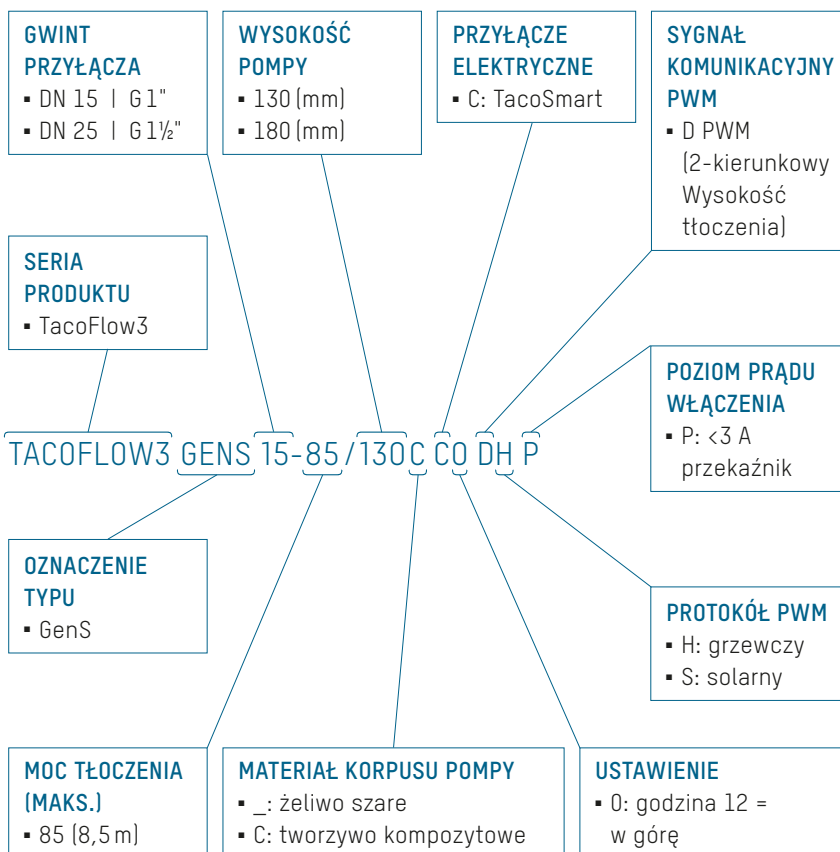 GWINT
PRZYŁĄCZA
▪ DN 15 | G 1"
▪ DN 25 | G 1½"
WYSOKOŚĆ
POMPY
▪ 130 (mm)
▪ 180 (mm)
PRZYŁĄCZE
ELEKTRYCZNE
▪ C: TacoSmart
SYGNAŁ
KOMUNIKACYJNY
PWM
▪ D PWM
(2-kierunkowy
Wysokość
tłoczenia)
SERIA
PRODUKTU
▪ TacoFlow3
POZIOM PRĄDU
WŁĄCZENIA
▪ P: <3 A
przekaźnik
TACOFLOW3 GENS 15-85/130C CO DH P
OZNACZENIE
TYPU
▪ GenS
PROTOKÓŁ PWM
▪ H: grzewczy
▪ S: solarny
MOC TŁOCZENIA
(MAKS.)
▪ 85 (8,5 m)
MATERIAŁ KORPUSU POMPY
▪ _: żeliwo szare
▪ C: tworzywo kompozytowe
USTAWIENIE
▪ 0: godzina 12 =
w górę